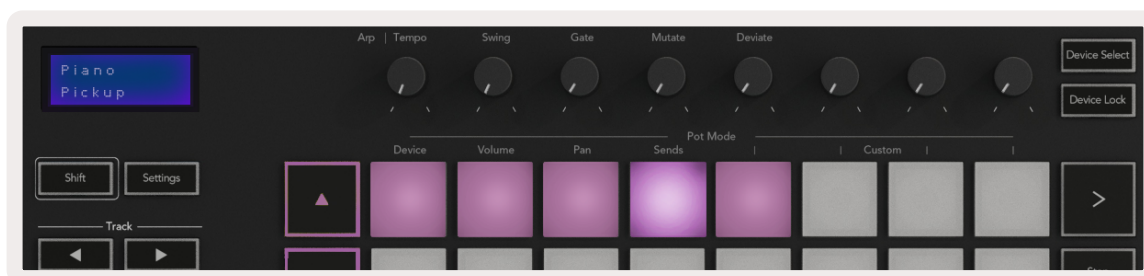 Piano
Pickup
Arp | Tempo
Swing
Gate
Mutate
Deviate
Device Select
Device Lock
Pot Mode
Device
Volume
Pan
Sends
Custom
Shift
Settings
Track